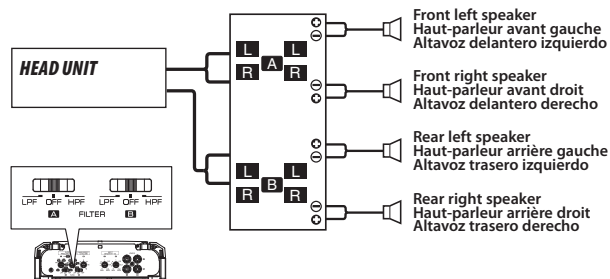 HEAD UNIT
L L
A
R R
L L
B
R R
Front left speaker
Haut-parleur avant gauche
Altavoz delantero izquierdo
Front right speaker
Haut-parleur avant droit
Altavoz delantero derecho
Rear left speaker
Haut-parleur arrière gauche
Altavoz trasero izquierdo
Rear right speaker
Haut-parleur arrière droit
Altavoz trasero derecho
LPF OFF HPF LPF OFF HPF
A FILTER B